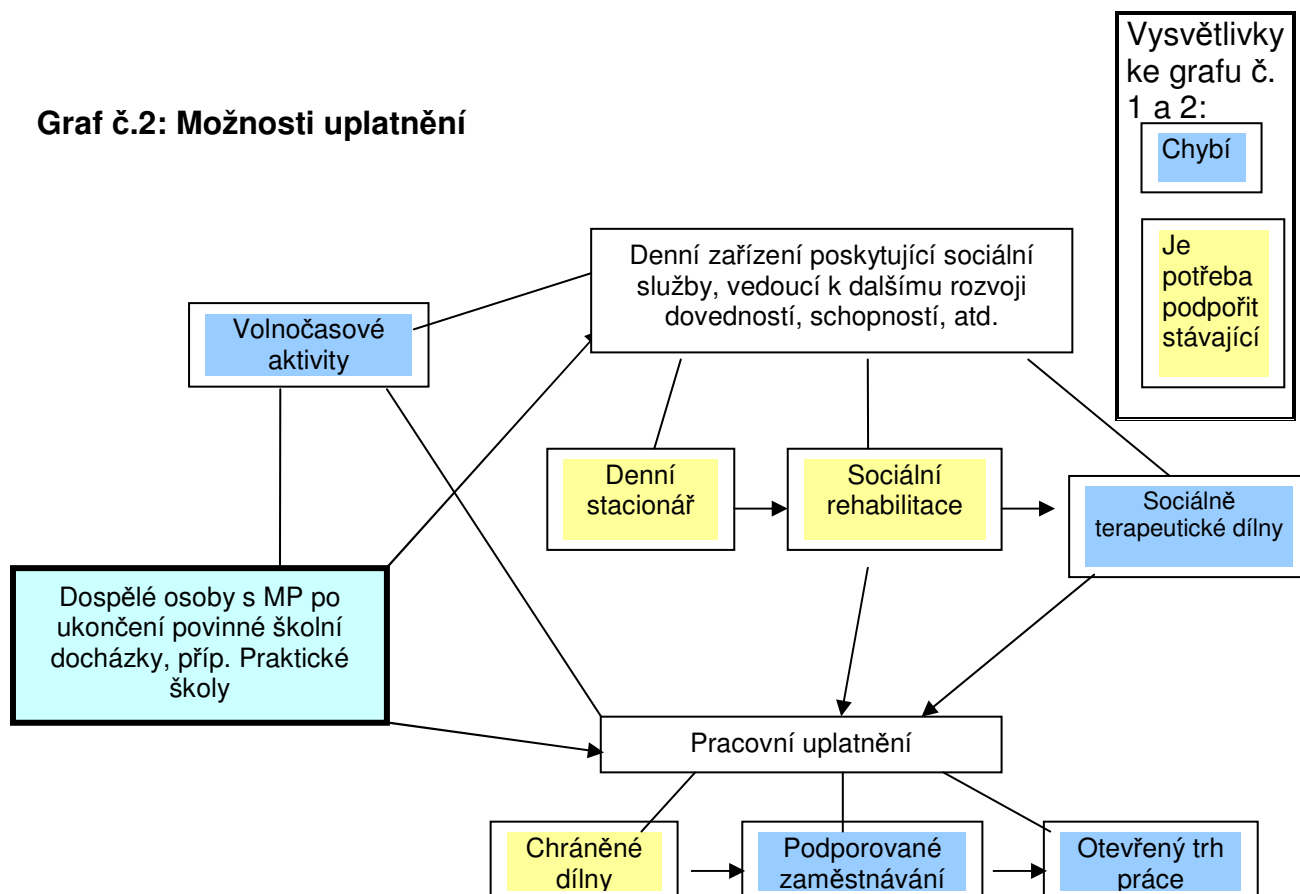 Vysvětlivky
ke grafu č.
1 a 2:
Chybí
Je
potřeba
podpořit
stávající
Graf č.2: Možnosti uplatnění
Denní zařízení poskytující sociální
služby, vedoucí k dalšímu rozvoji
dovedností, schopností, atd.
Volnočasové
aktivity
Denní
stacionář
Sociální
rehabilitace
Sociálně
terapeutické dílny
Dospělé osoby s MP po
ukončení povinné školní
docházky, příp. Praktické
školy
Pracovní uplatnění
Chráněné
dílny
Podporované
zaměstnávání
Otevřený trh
práce